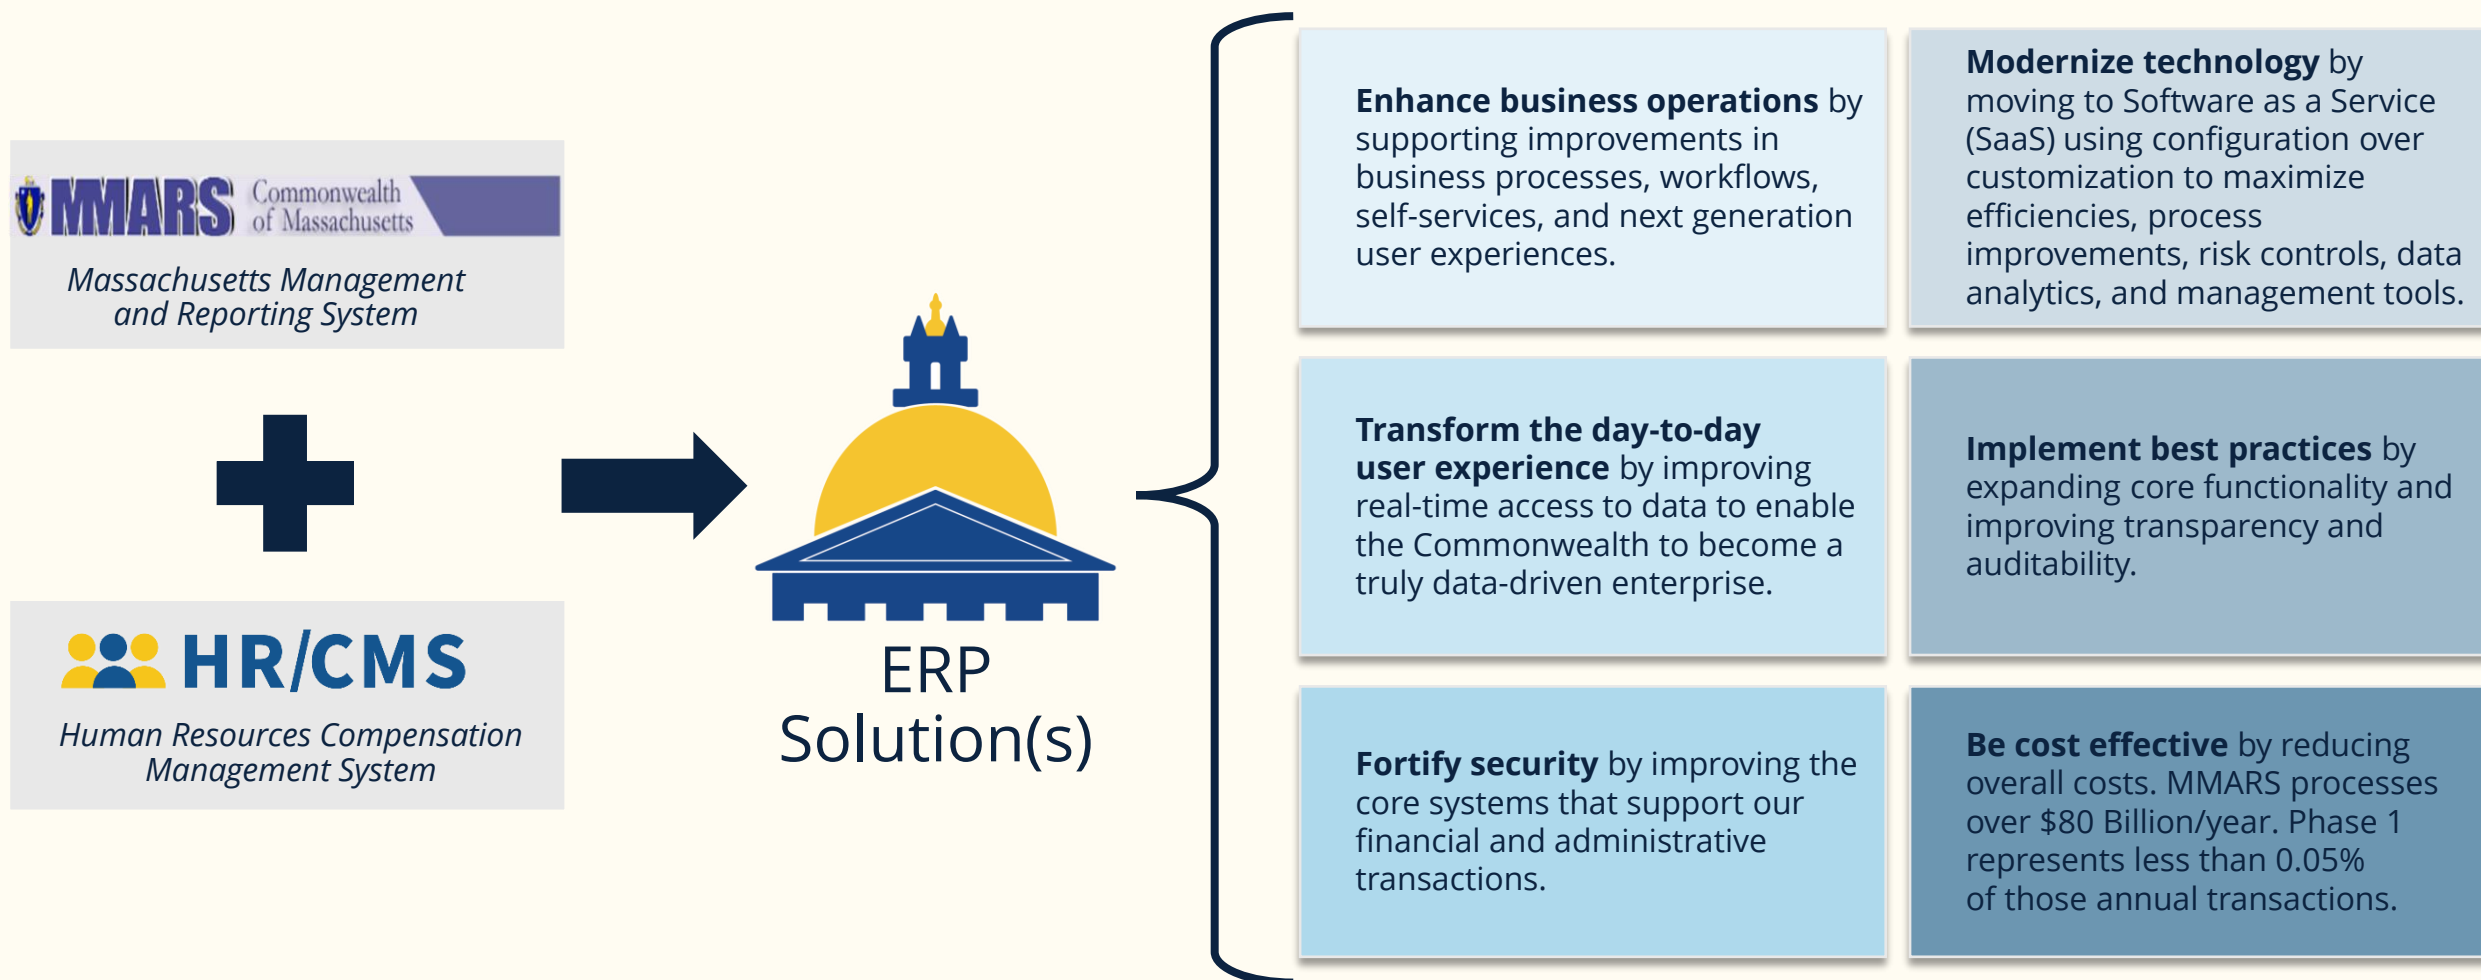 MMARS Commonwealth
of Massachusetts
Massachusetts Management
and Reporting System
HR/CMS
Human Resources Compensation
Management System
ERP
Solution(s)
Enhance business operations by
supporting improvements in
business processes, workflows,
self-services, and next generation
user experiences.
Modernize technology by
moving to Software as a Service
(SaaS) using configuration over
customization to maximize
efficiencies, process
improvements, risk controls, data
analytics, and management tools.
Transform the day-to-day
user experience by improving
real-time access to data to enable
the Commonwealth to become a
truly data-driven enterprise.
Implement best practices by
expanding core functionality and
improving transparency and
auditability.
Fortify security by improving the
core systems that support our
financial and administrative
transactions.
Be cost effective by reducing
overall costs. MMARS processes
over $80 Billion/year. Phase 1
represents less than 0.05%
of those annual transactions.